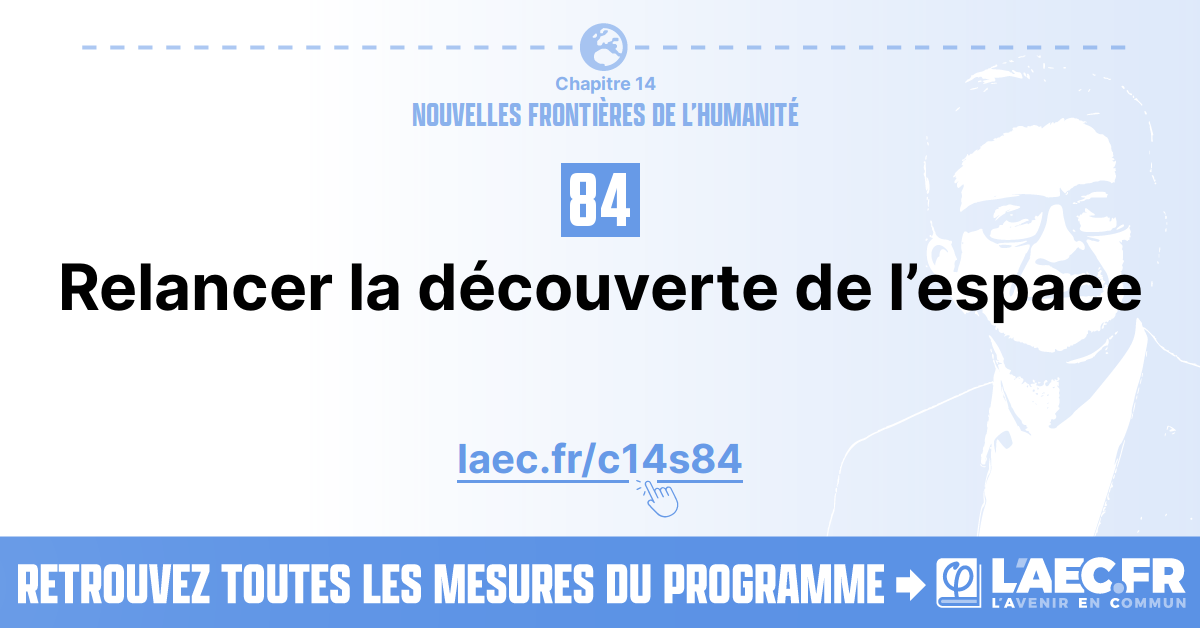 Chapitre 14
NOUVELLES FRONTIÈRES DE L’HUMANITÉ
84
Relancer la découverte de l’espace
laec.fr/c14s84
RETROUVEZ TOUTES LES MESURES DU PROGRAMME
L'AEC.FR
L'AVENIR EN COMMUN